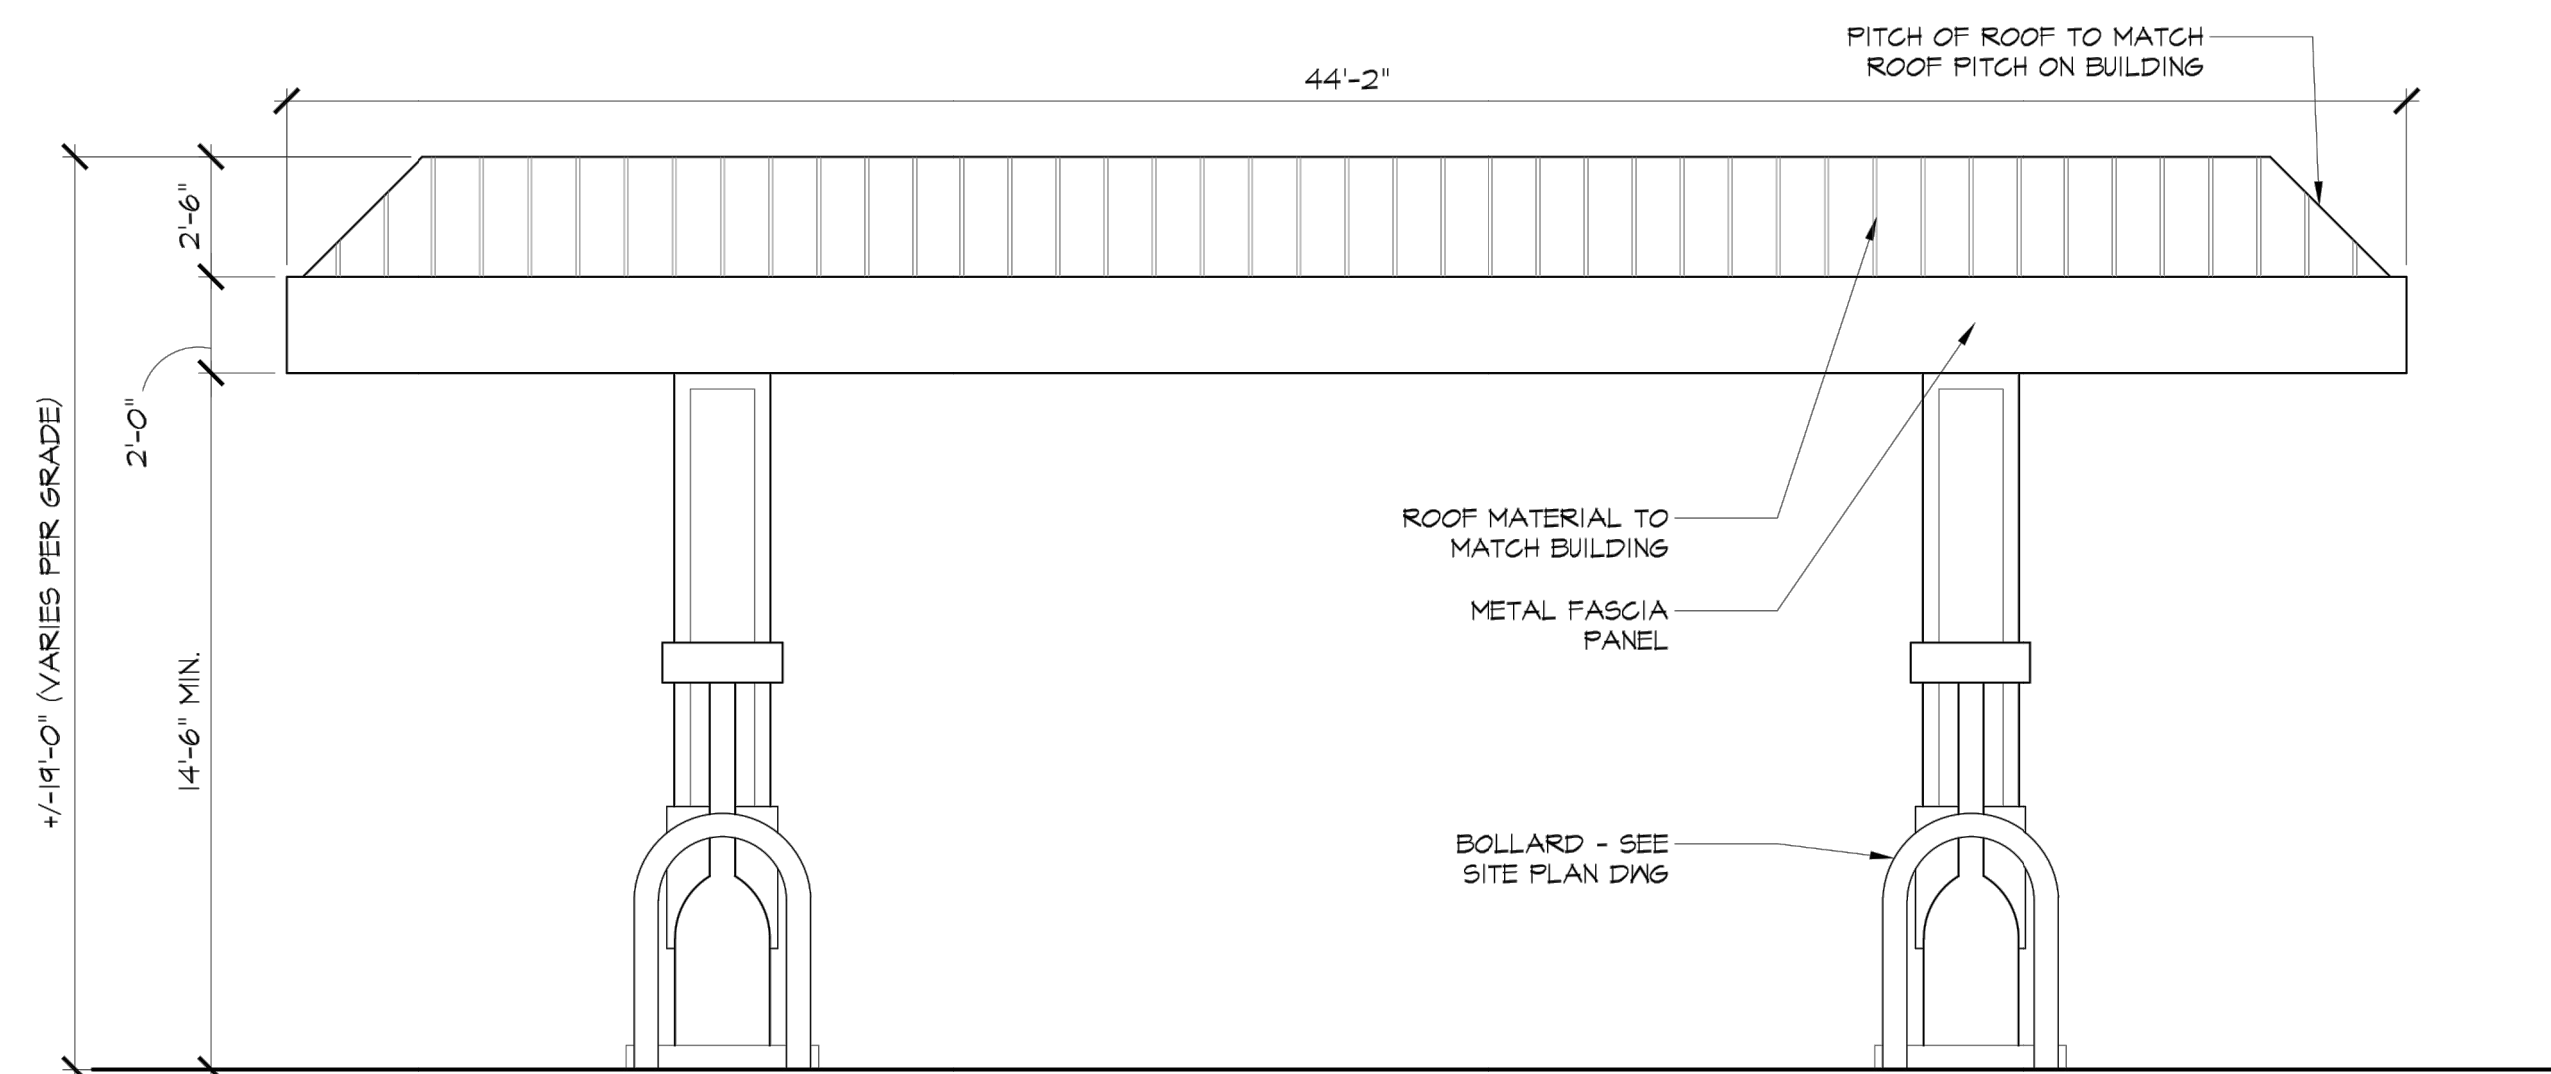 PITCH OF ROOF TO MATCH
ROOF PITCH ON BUILDING
44'-2"
2'-6"
2'-0"
+/-19'-0" (VARIES PER GRADE)
14'-6" MIN.
ROOF MATERIAL TO
MATCH BUILDING
METAL FASCIA
PANEL
BOLLARD - SEE
SITE PLAN DWG